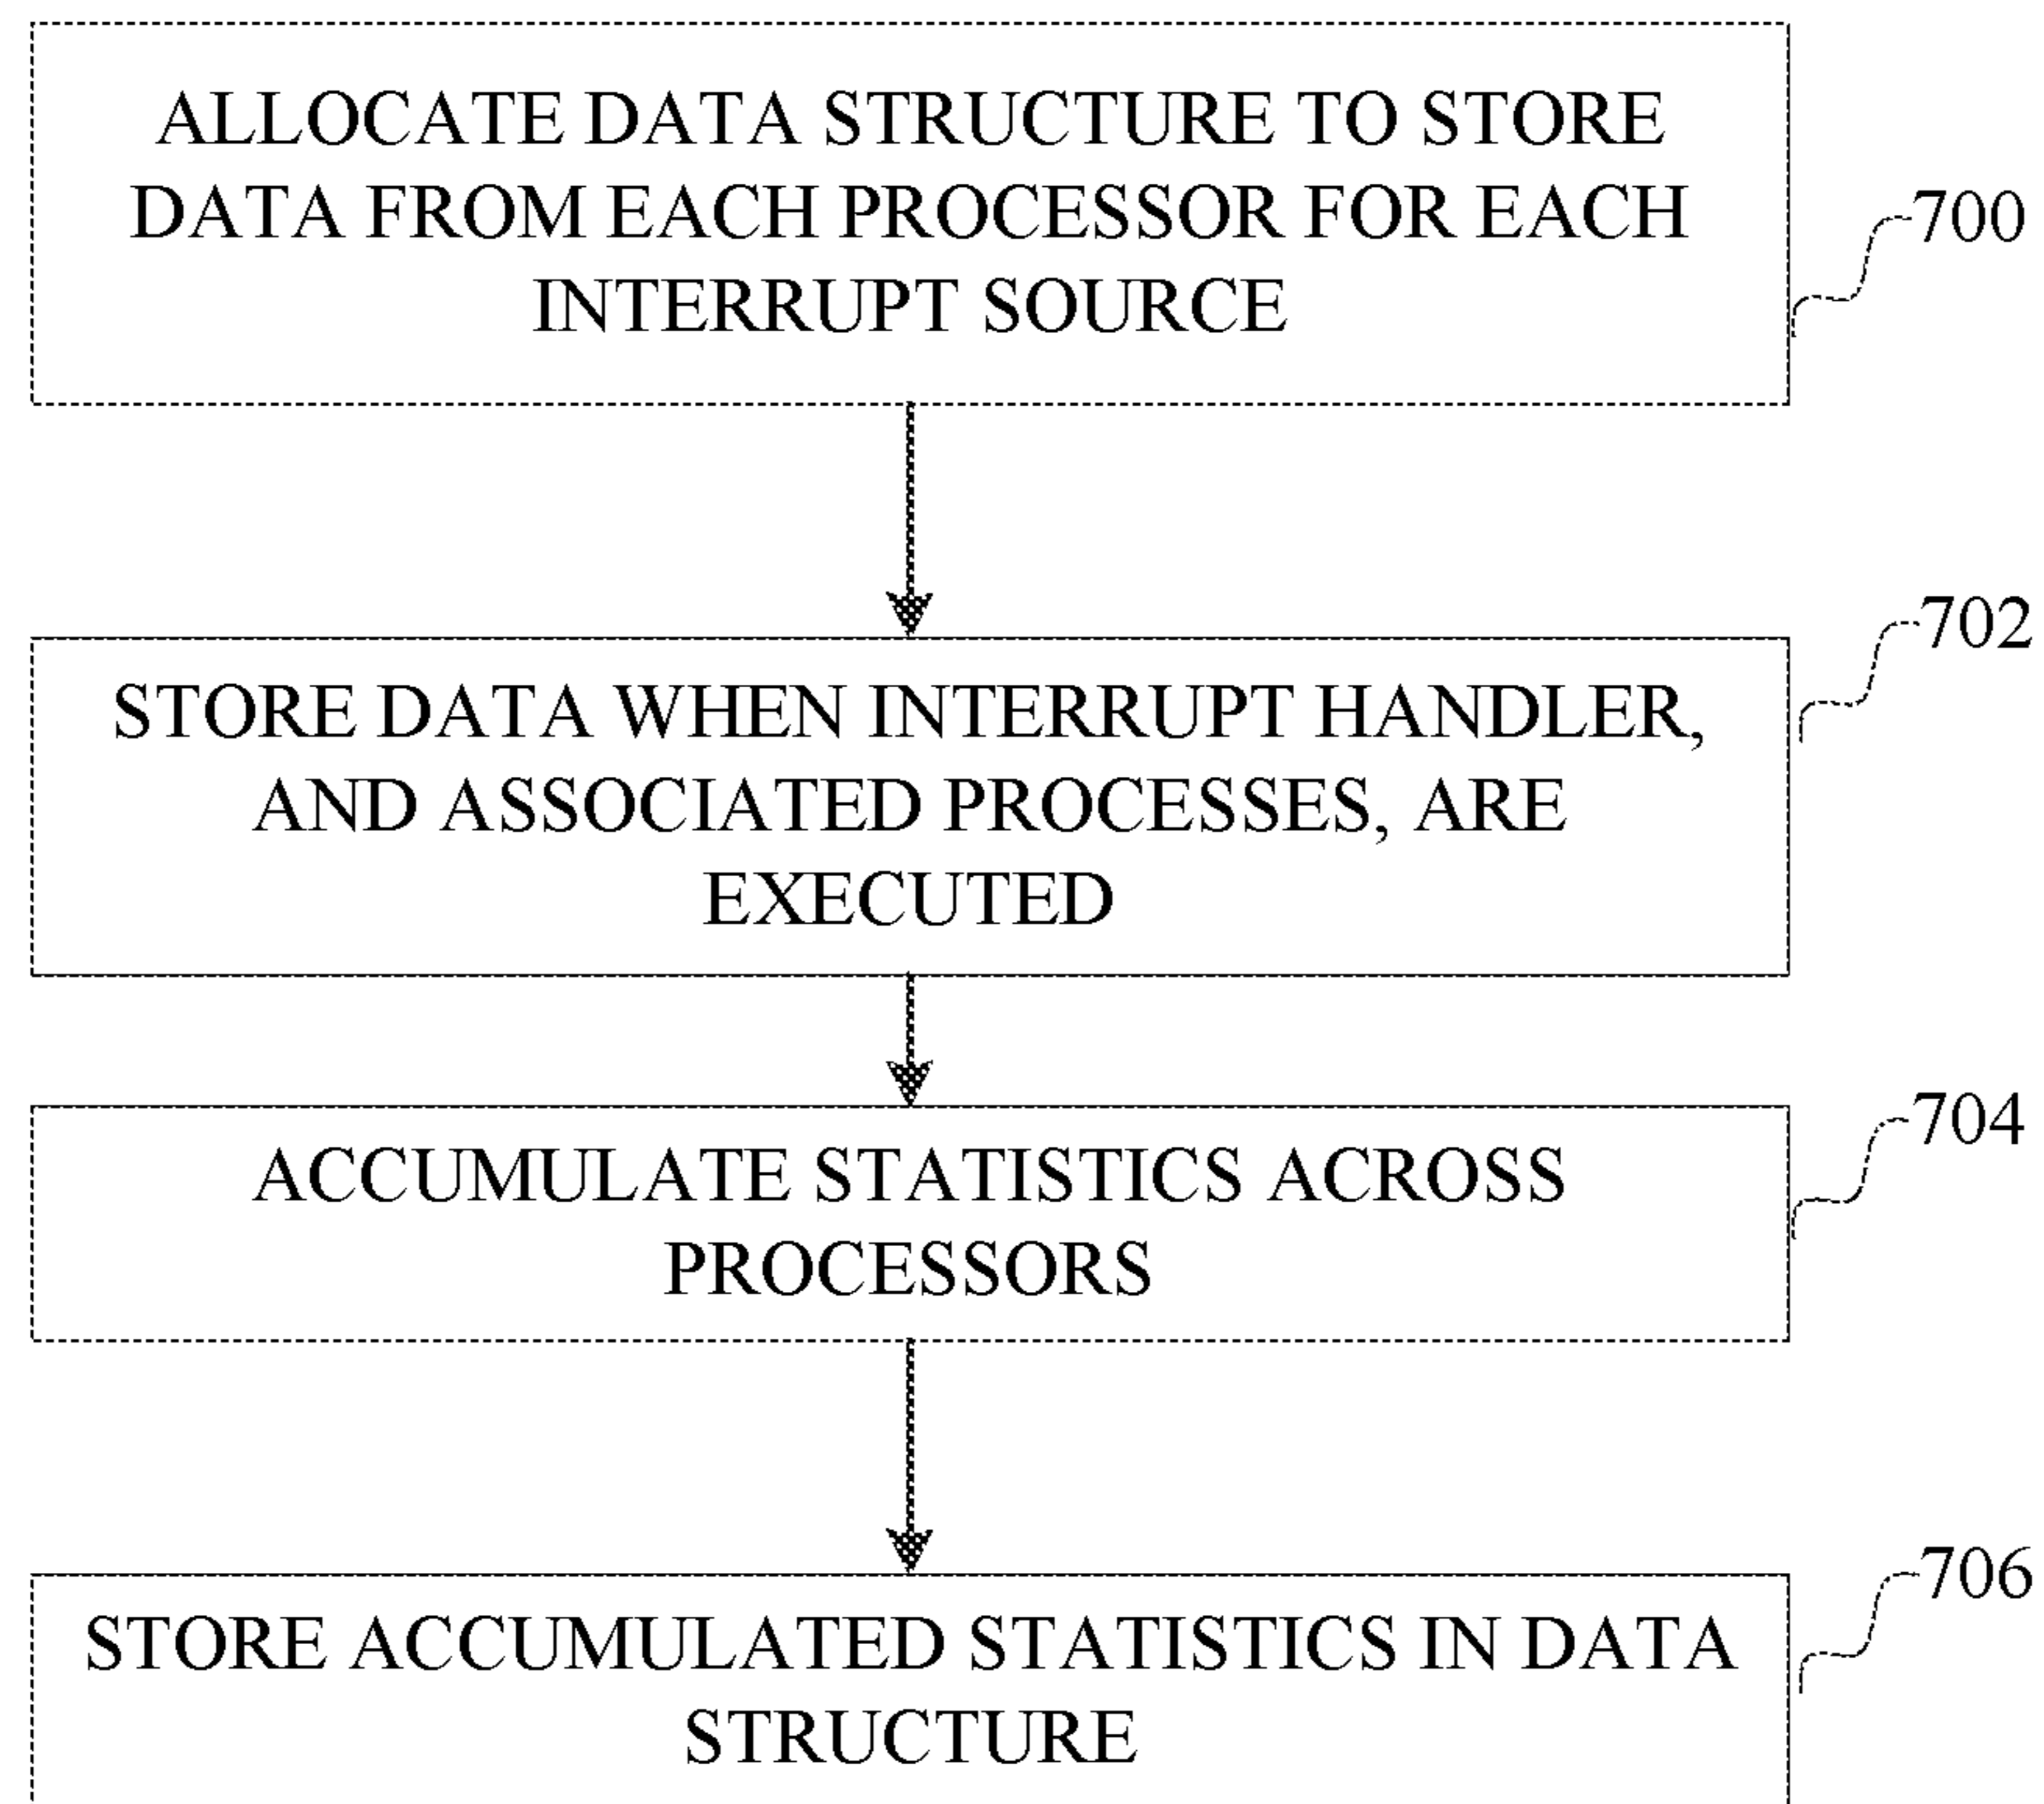 ALLOCATE DATA STRUCTURE TO STORE
DATA FROM EACH PROCESSOR FOR EACH
INTERRUPT SOURCE
700
702
STORE DATA WHEN INTERRUPT HANDLER,
AND ASSOCIATED PROCESSES, ARE
EXECUTED
704
ACCUMULATE STATISTICS ACROSS
PROCESSORS
706
STORE ACCUMULATED STATISTICS IN DATA
STRUCTURE